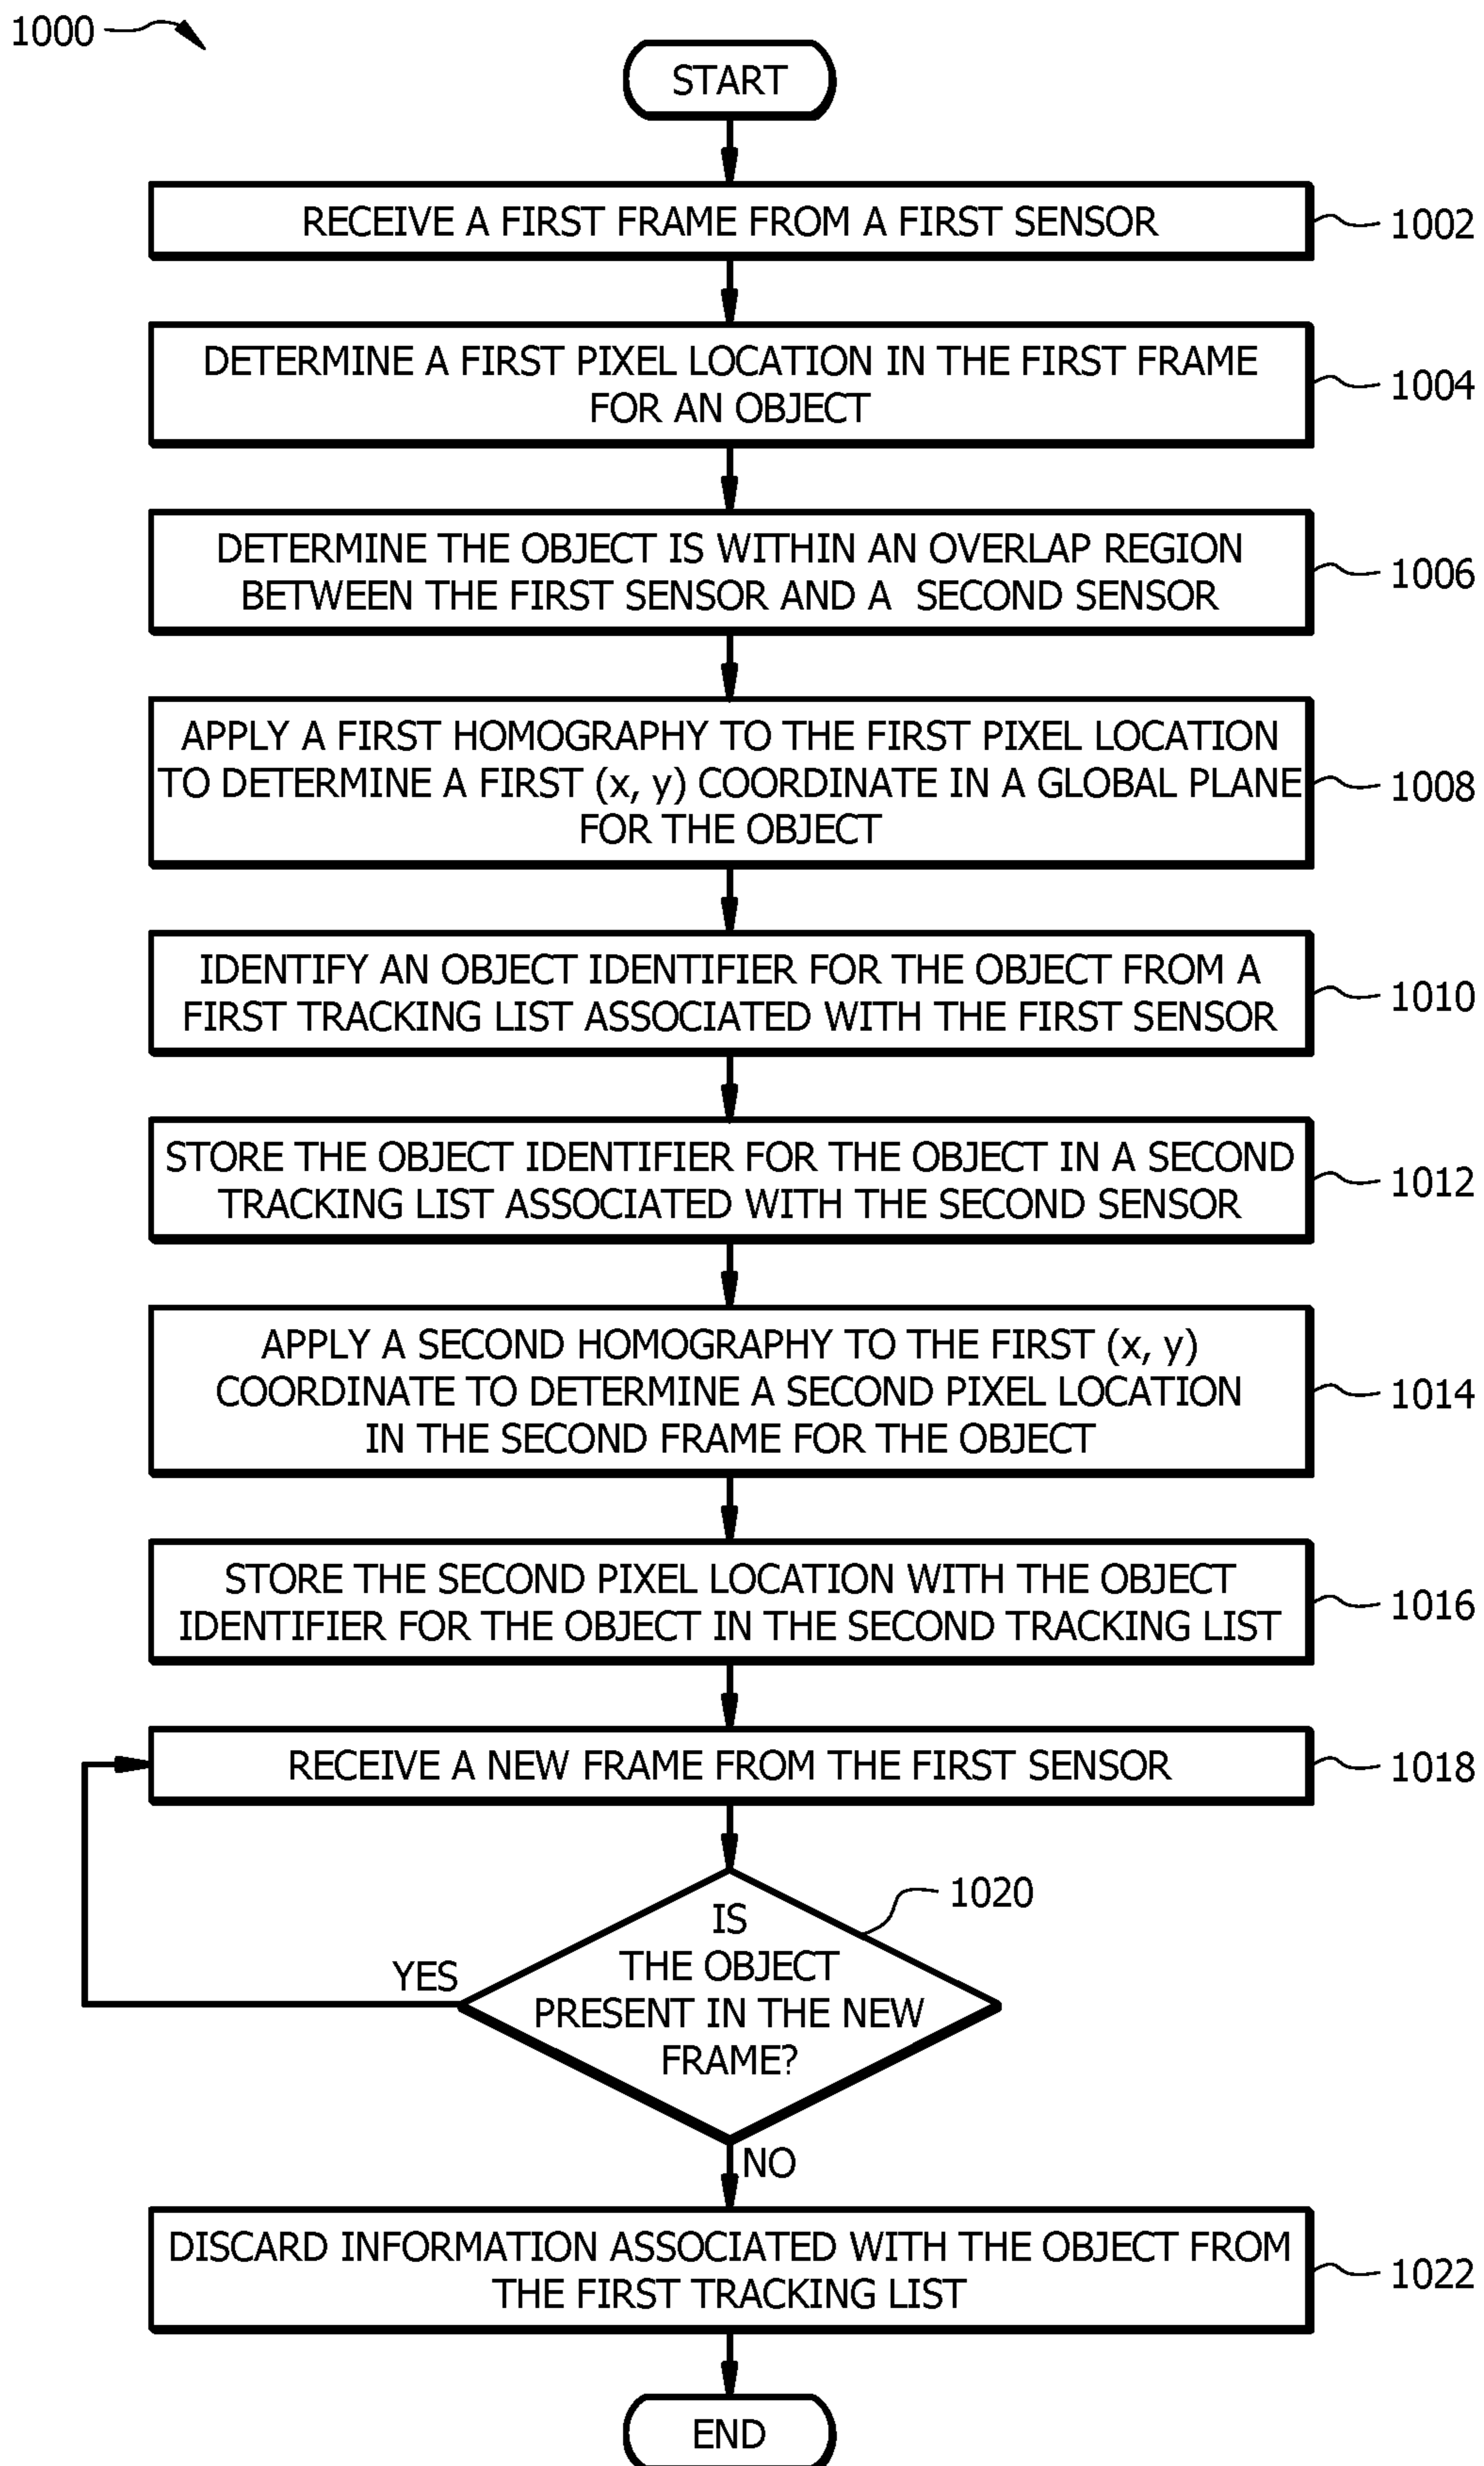 1000
START
RECEIVE A FIRST FRAME FROM A FIRST SENSOR
1002
DETERMINE A FIRST PIXEL LOCATION IN THE FIRST FRAME
FOR AN OBJECT
1004
DETERMINE THE OBJECT IS WITHIN AN OVERLAP REGION
BETWEEN THE FIRST SENSOR AND A SECOND SENSOR
1006
APPLY A FIRST HOMOGRAPHY TO THE FIRST PIXEL LOCATION
TO DETERMINE A FIRST (x, y) COORDINATE IN A GLOBAL PLANE
FOR THE OBJECT
1008
IDENTIFY AN OBJECT IDENTIFIER FOR THE OBJECT FROM A
FIRST TRACKING LIST ASSOCIATED WITH THE FIRST SENSOR
1010
STORE THE OBJECT IDENTIFIER FOR THE OBJECT IN A SECOND
TRACKING LIST ASSOCIATED WITH THE SECOND SENSOR
1012
APPLY A SECOND HOMOGRAPHY TO THE FIRST (x, y)
COORDINATE TO DETERMINE A SECOND PIXEL LOCATION
IN THE SECOND FRAME FOR THE OBJECT
1014
STORE THE SECOND PIXEL LOCATION WITH THE OBJECT
IDENTIFIER FOR THE OBJECT IN THE SECOND TRACKING LIST
1016
RECEIVE A NEW FRAME FROM THE FIRST SENSOR
1018
IS
THE OBJECT
PRESENT IN THE NEW
FRAME?
1020
YES
NO
DISCARD INFORMATION ASSOCIATED WITH THE OBJECT FROM
THE FIRST TRACKING LIST
1022
END